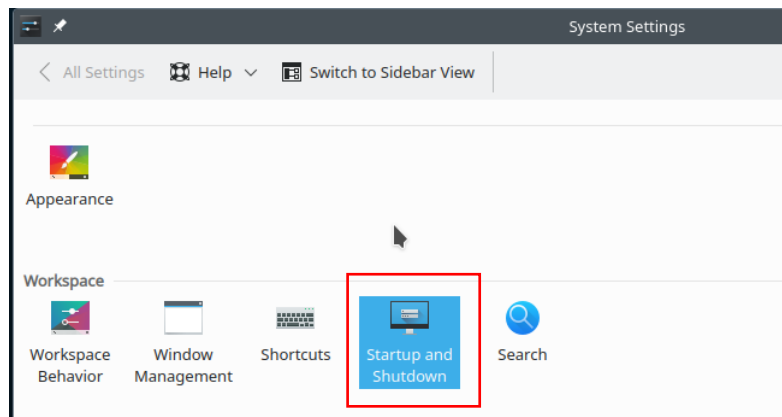 System Settings
All Settings Help Switch to Sidebar View
Appearance
Workspace
Workspace Behavior
Window Management
Shortcuts
Startup and Shutdown
Search